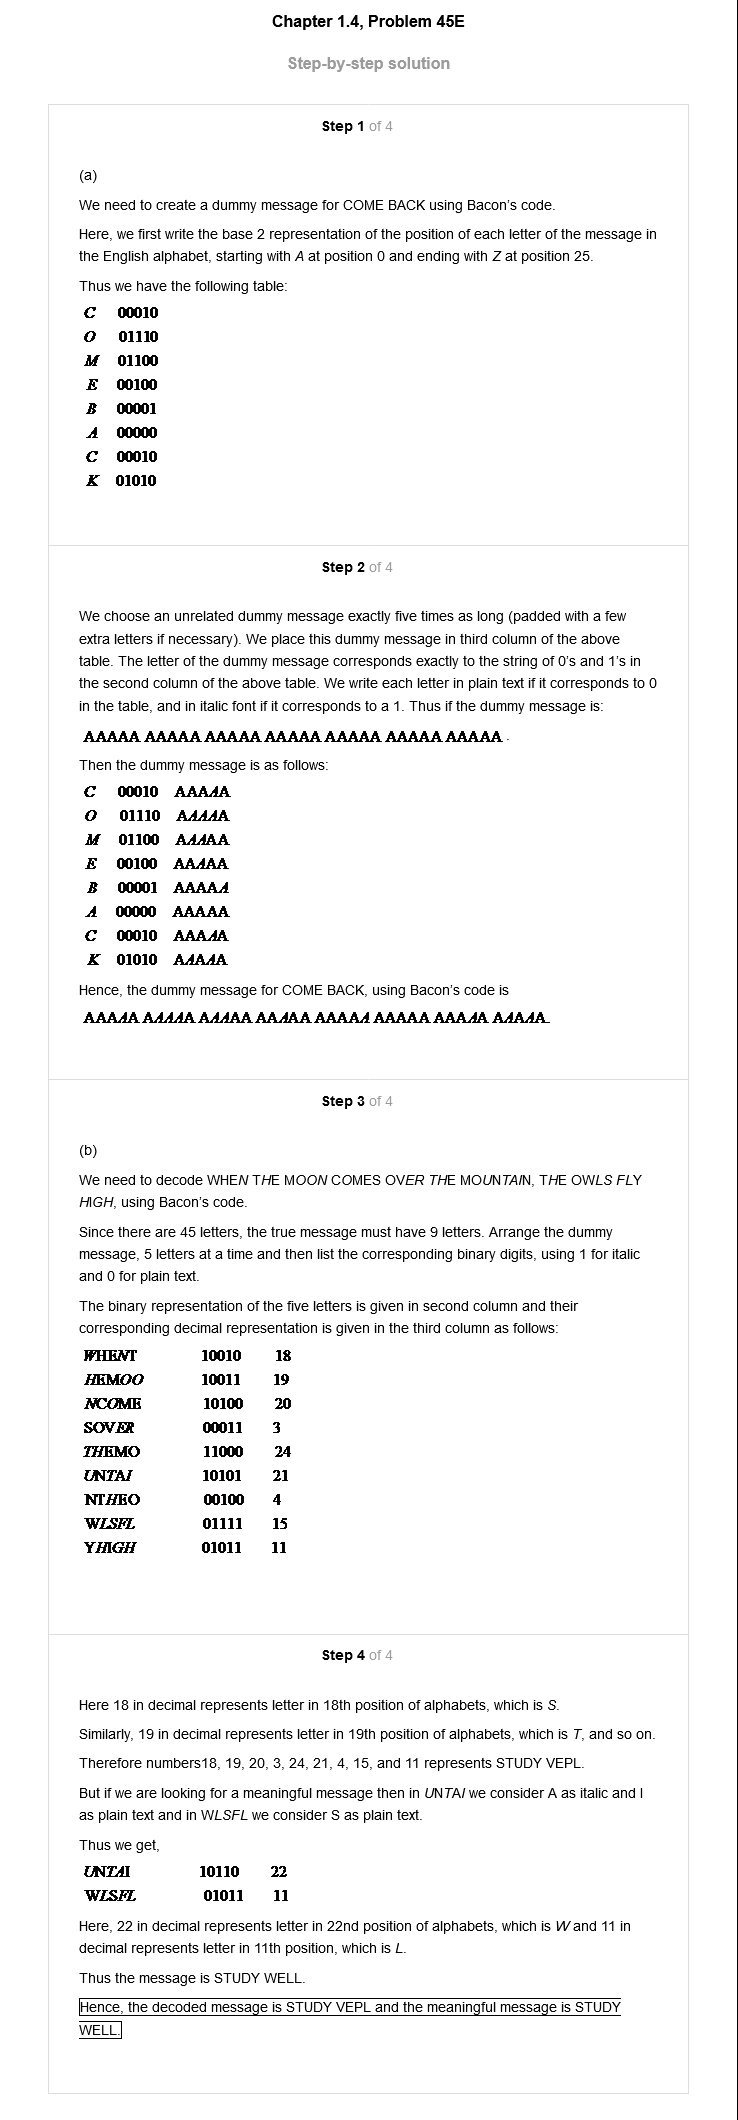 Chapter 1.4, Problem 45E
Step-by-step solution
Step 1 of 4
(a)
We need to create a dummy message for COME BACK using Bacon's code.
Here, we first write the base 2 representation of the position of each letter of the message in
the English alphabet, starting with A at position 0 and ending with Z at position 25.
Thus we have the following table:
C 00010
O 01110
M 01100
E 00100
B 00001
A 00000
C 00010
K 01010
Step 2 of 4
We choose an unrelated dummy message exactly five times as long (padded with a few
extra letters if necessary). We place this dummy message in third column of the above
table. The letter of the dummy message corresponds exactly to the string of 0's and 1's in
the second column of the above table. We write each letter in plain text if it corresponds to 0
in the table, and in italic font if it corresponds to a 1. Thus if the dummy message is:
AAAAA AAAAA AAAAA AAAAA AAAAA AAAAA AAAAA .
Then the dummy message is as follows:
C 00010 AAAAA
O 01110 AAAAA
M 01100 AAAAA
E 00100 AAAAA
B 00001 AAAAA
A 00000 AAAAA
C 00010 AAAAA
K 01010 AAAAA
Hence, the dummy message for COME BACK, using Bacon's code is
AAAAA AAAAA AAAAA AAAAA AAAAA AAAAA AAAAA AAAAA
Step 3 of 4
(b)
We need to decode WHEN THE MOON COMES OVER THE MOUNTAIN, THE OWLS FLY
HIGH, using Bacon's code.
Since there are 45 letters, the true message must have 9 letters. Arrange the dummy
message, 5 letters at a time and then list the corresponding binary digits, using 1 for italic
and 0 for plain text.
The binary representation of the five letters is given in second column and their
corresponding decimal representation is given in the third column as follows:
WHENT 10010 18
HEMOO 10011 19
NCOME 10100 20
SOVER 00011 3
THEMO 11000 24
UNTAI 10101 21
NTHEO 00100 4
WLSFL 01111 15
YHIGH 01011 11
Step 4 of 4
Here 18 in decimal represents letter in 18th position of alphabets, which is S.
Similarly, 19 in decimal represents letter in 19th position of alphabets, which is T, and so on.
Therefore numbers18, 19, 20, 3, 24, 21, 4, 15, and 11 represents STUDY VEPL.
But if we are looking for a meaningful message then in UNTAI we consider A as italic and I
as plain text and in WLSFL we consider S as plain text.
Thus we get,
UNTAI 10110 22
WLSFL 01011 11
Here, 22 in decimal represents letter in 22nd position of alphabets, which is W and 11 in
decimal represents letter in 11th position, which is L.
Thus the message is STUDY WELL.
Hence, the decoded message is STUDY VEPL and the meaningful message is STUDY
WELL.